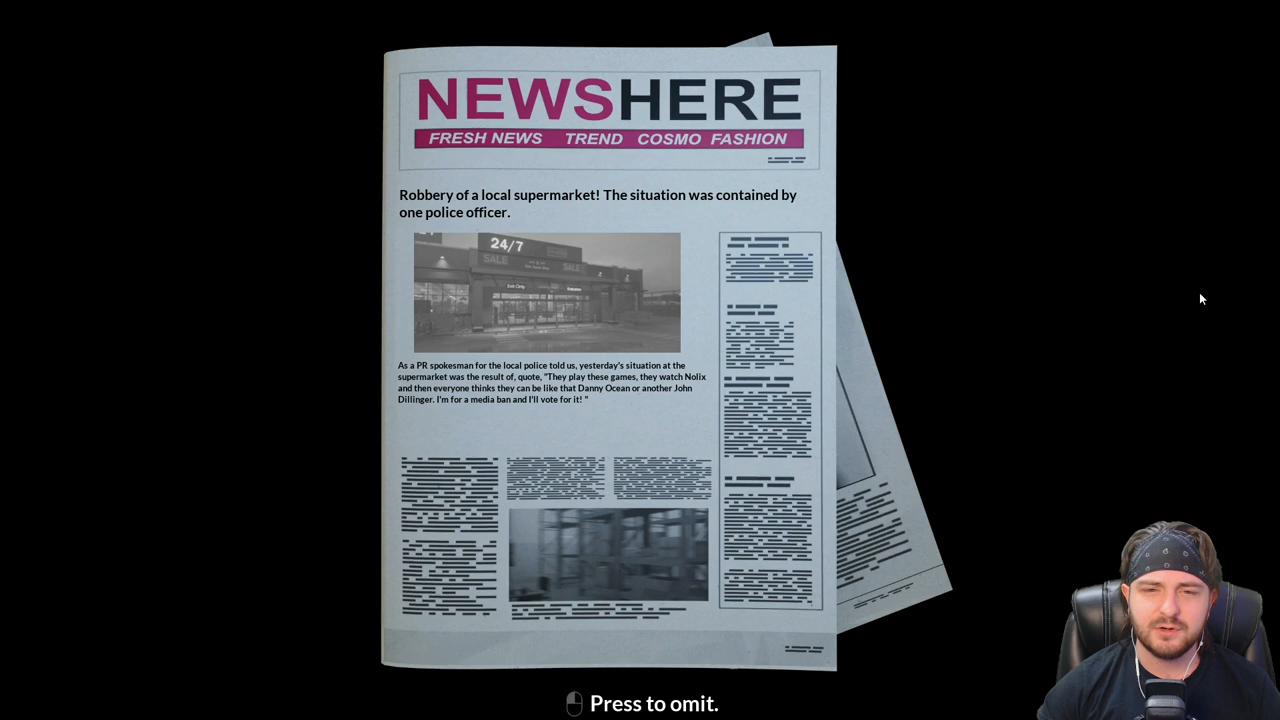 NEWSHERE
FRESH NEWS TREND COSMO FASHION
Robbery of a local supermarket! The situation was contained by
one police officer.
24/7
SALE
SALE
Exit Only
Entrance
As a PR spokesman for the local police told us, yesterday's situation at the
supermarket was the result of, quote, "They play these games, they watch Nolix
and then everyone thinks they can be like that Danny Ocean or another John
Dillinger. I'm for a media ban and I'll vote for it! "
Press to omit.